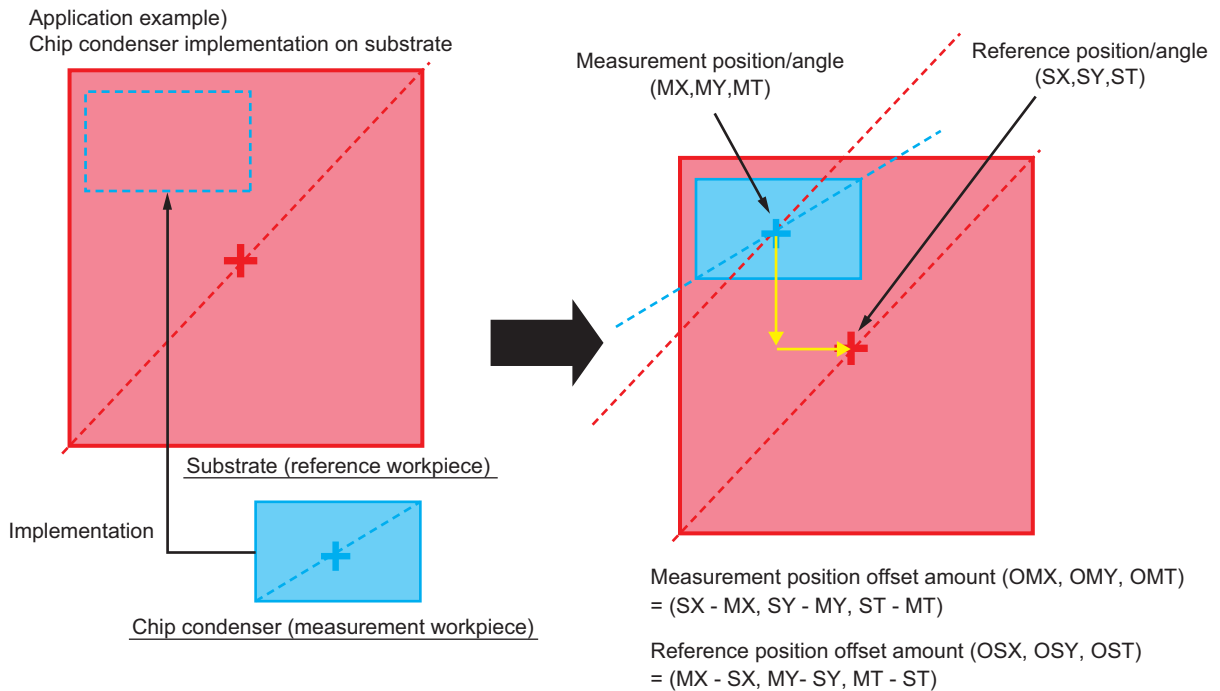 Application example)
Chip condenser implementation on substrate
Substrate (reference workpiece)
Implementation
Chip condenser (measurement workpiece)
Measurement position/angle
(MX,MY,MT)
Reference position/angle
(SX,SY,ST)
Measurement position offset amount (OMX, OMY, OMT)
= (SX - MX, SY - MY, ST - MT)
Reference position offset amount (OSX, OSY, OST)
= (MX - SX, MY- SY, MT - ST)